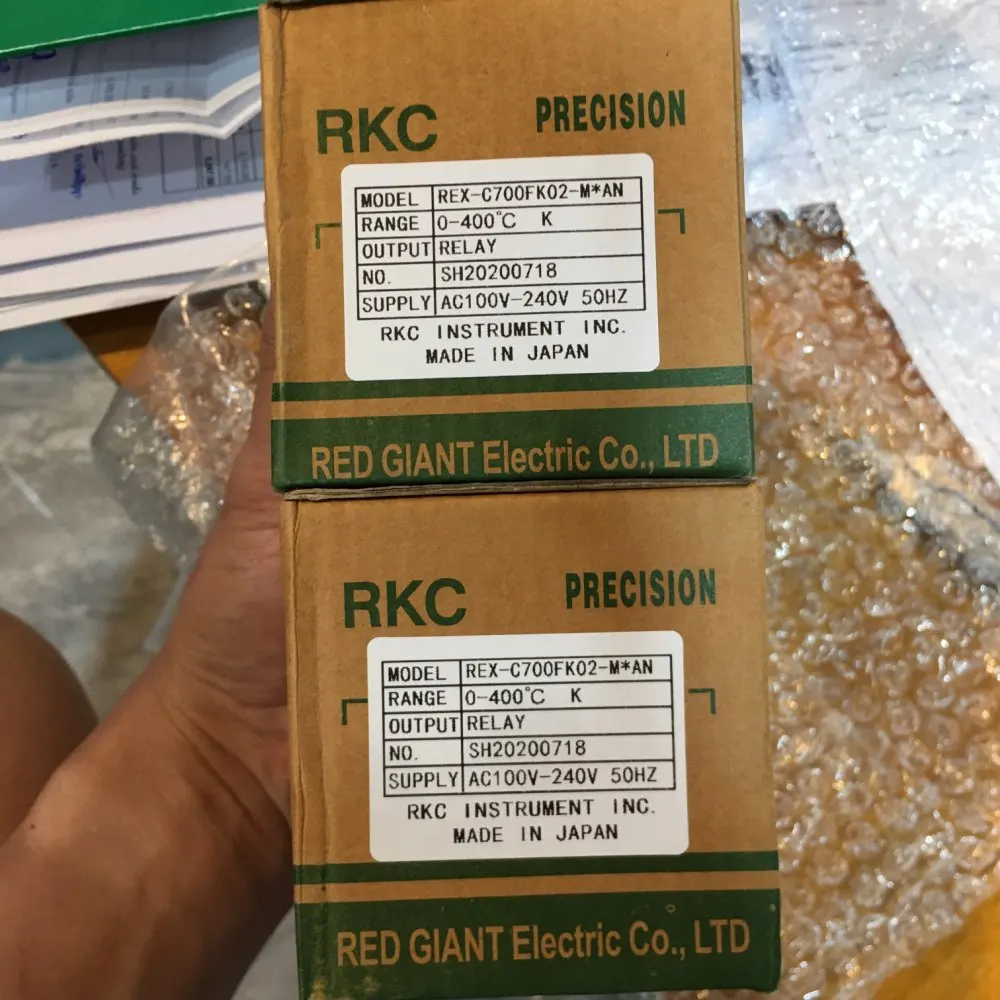 RKC PRECISION
MODEL REX-C700FK02-M*AN
RANGE 0-400℃ K
OUTPUT RELAY
NO. SH20200718
SUPPLY AC100V-240V 50HZ
RKC INSTRUMENT INC.
MADE IN JAPAN
RED GIANT Electric Co., LTD
RKC PRECISION
MODEL REX-C700FK02-M*AN
RANGE 0-400℃ K
OUTPUT RELAY
NO. SH20200718
SUPPLY AC100V-240V 50HZ
RKC INSTRUMENT INC.
MADE IN JAPAN
RED GIANT Electric Co., LTD